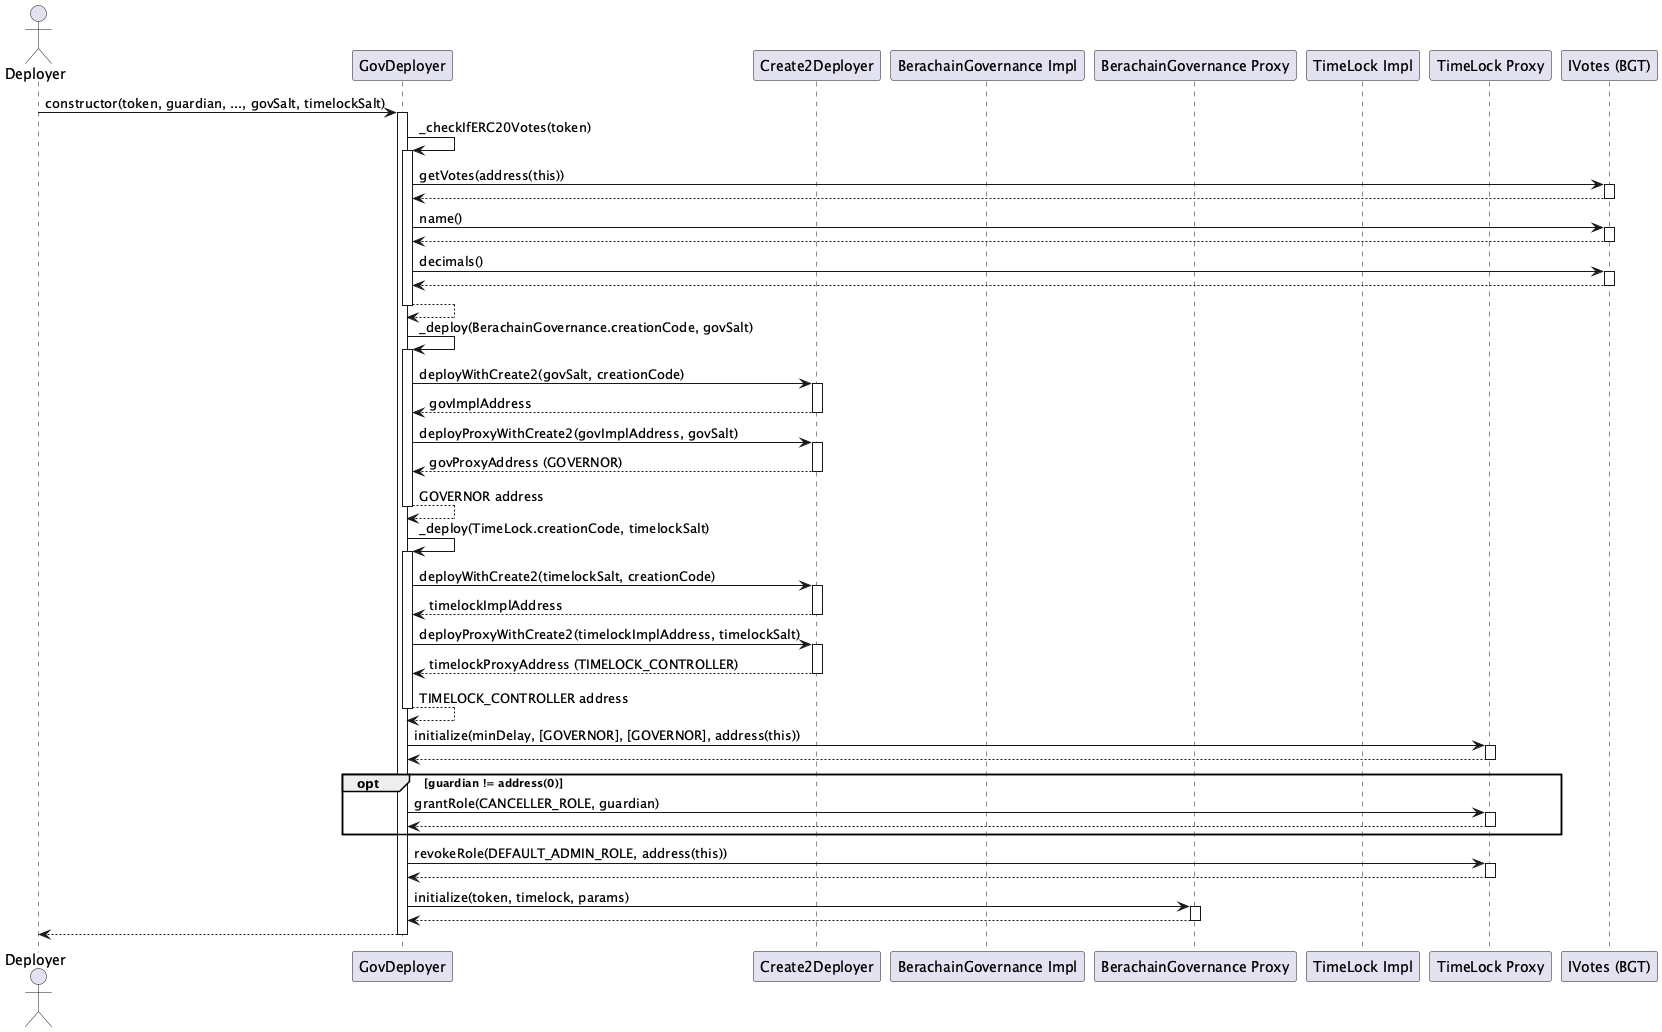 Deployer
GovDeployer
Create2Deployer
BerachainGovernance Impl
BerachainGovernance Proxy
TimeLock Impl
TimeLock Proxy
IVotes (BGT)
constructor(token, guardian, ..., govSalt, timelockSalt)
_checkIfERC20Votes(token)
getVotes(address(this))
name()
decimals()
_deploy(BerachainGovernance.creationCode, govSalt)
deployWithCreate2(govSalt, creationCode)
govImplAddress
deployProxyWithCreate2(govImplAddress, govSalt)
govProxyAddress (GOVERNOR)
GOVERNOR address
_deploy(TimeLock.creationCode, timelockSalt)
deployWithCreate2(timelockSalt, creationCode)
timelockImplAddress
deployProxyWithCreate2(timelockImplAddress, timelockSalt)
timelockProxyAddress (TIMELOCK_CONTROLLER)
TIMELOCK_CONTROLLER address
initialize(minDelay, [GOVERNOR], [GOVERNOR], address(this))
opt [guardian != address(0)]
grantRole(CANCELLER_ROLE, guardian)
revokeRole(DEFAULT_ADMIN_ROLE, address(this))
initialize(token, timelock, params)
Deployer
GovDeployer
Create2Deployer
BerachainGovernance Impl
BerachainGovernance Proxy
TimeLock Impl
TimeLock Proxy
IVotes (BGT)